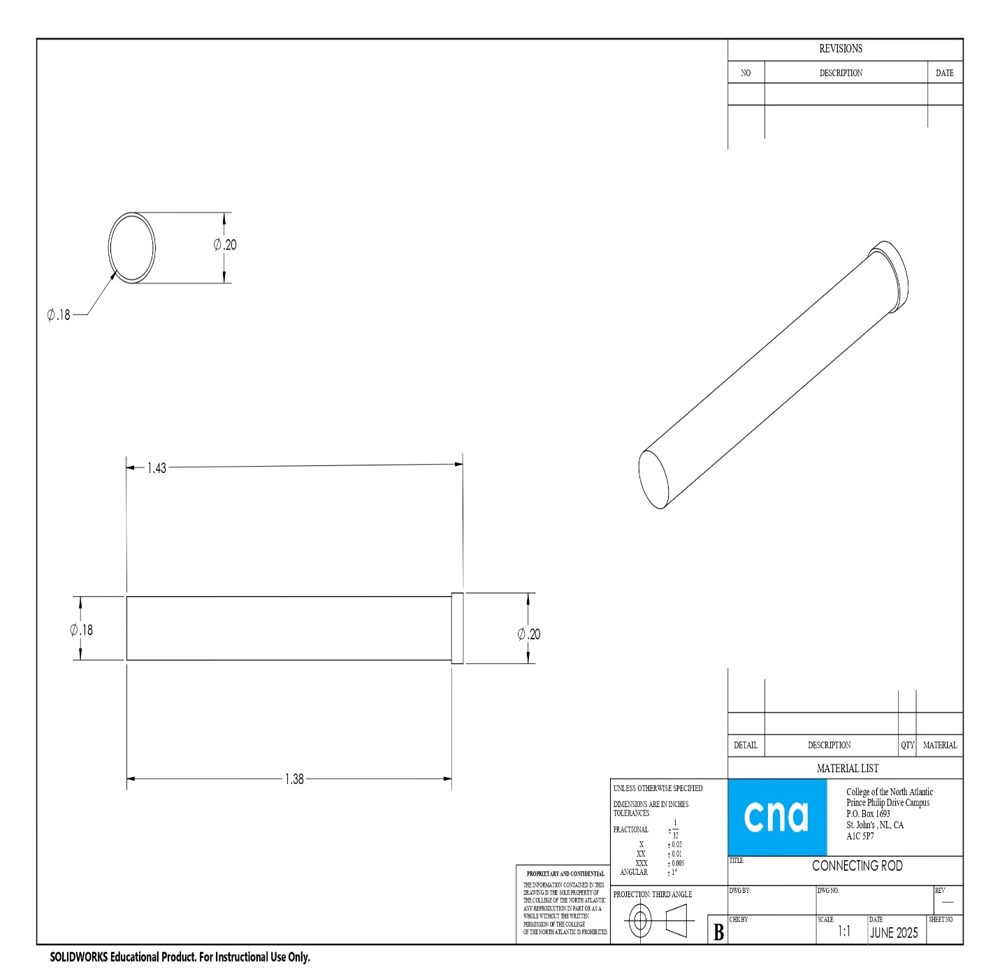 REVISIONS
NO DESCRIPTION DATE
Ø.20
Ø.18
1.43
Ø.18
Ø.20
1.38
DETAIL DESCRIPTION QTY MATERIAL
MATERIAL LIST
UNLESS OTHERWISE SPECIFIED:
DIMENSIONS ARE IN INCHES
TOLERANCES:
FRACTIONAL ± 1/32
X ± 0.02
XX ± 0.01
XXX ± 0.005
ANGULAR ± 1°
PROJECTION: THIRD ANGLE
cna
College of the North Atlantic
Prince Philip Drive Campus
P.O. Box 1693
St. John's , NL, CA
A1C 5P7
TITLE:
CONNECTING ROD
DWG BY: DWG NO. REV
—
CHK BY: SCALE: DATE: SHEET NO.
1:1 JUNE 2025
B
PROPRIETARY AND CONFIDENTIAL
THE INFORMATION CONTAINED IN THIS
DRAWING IS THE SOLE PROPERTY OF
THE COLLEGE OF THE NORTH ATLANTIC.
ANY REPRODUCTION IN PART OR AS A
WHOLE WITHOUT THE WRITTEN
PERMISSION OF THE COLLEGE
OF THE NORTH ATLANTIC IS PROHIBITED.
SOLIDWORKS Educational Product. For Instructional Use Only.